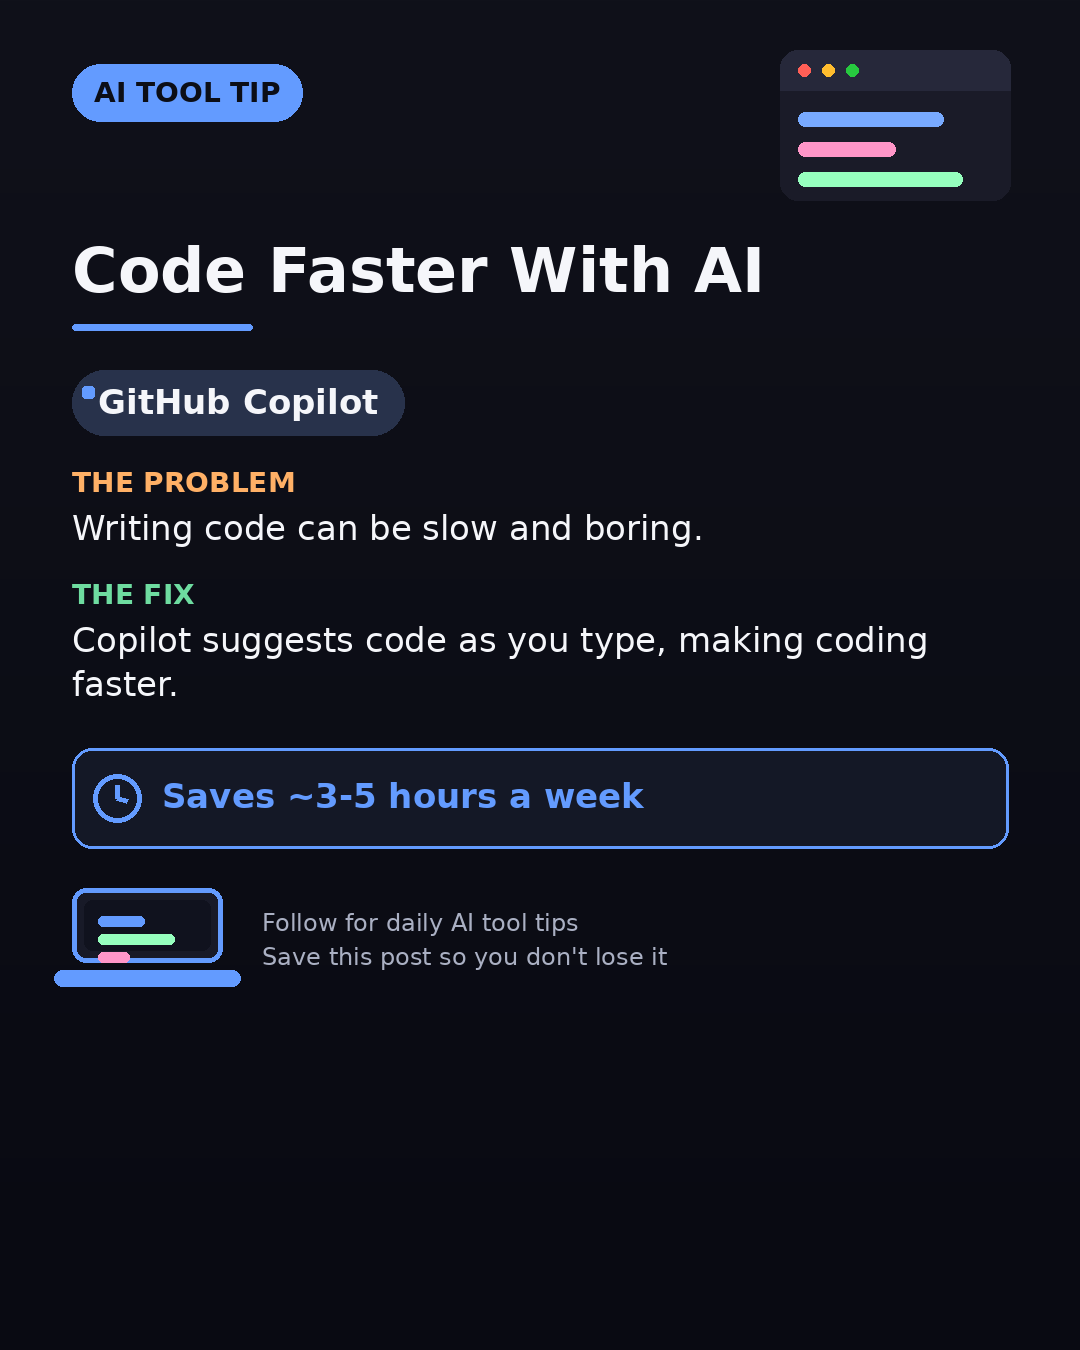 AI TOOL TIP
Code Faster With AI
GitHub Copilot
THE PROBLEM
Writing code can be slow and boring.
THE FIX
Copilot suggests code as you type, making coding
faster.
Saves ~3-5 hours a week
Follow for daily AI tool tips
Save this post so you don't lose it